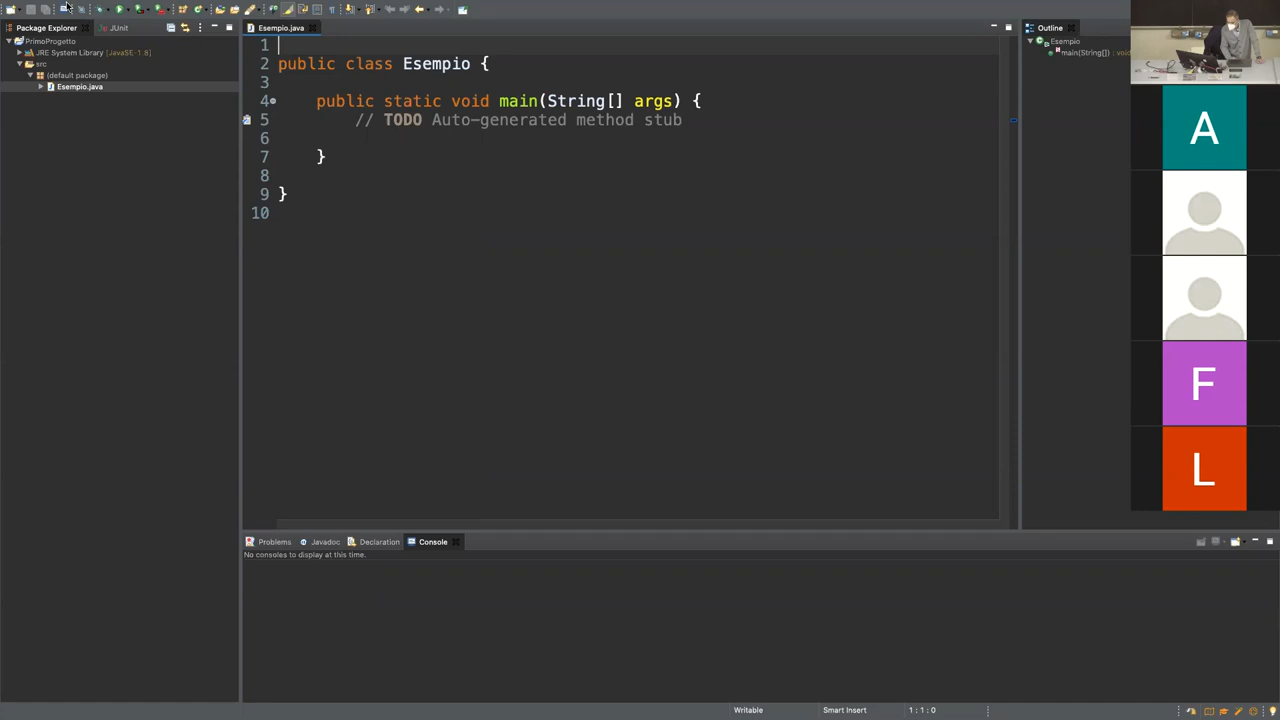 Package Explorer
JUnit
PrimoProgetto
JRE System Library [JavaSE-1.8]
src
(default package)
Esempio.java
Esempio.java
1
2 public class Esempio {
3
4 public static void main(String[] args) {
5 // TODO Auto-generated method stub
6
7 }
8
9 }
10
Outline
Esempio
main(String[]) : void
A
F
L
Problems
Javadoc
Declaration
Console
No consoles to display at this time.
Writable
Smart Insert
1 : 1 : 0